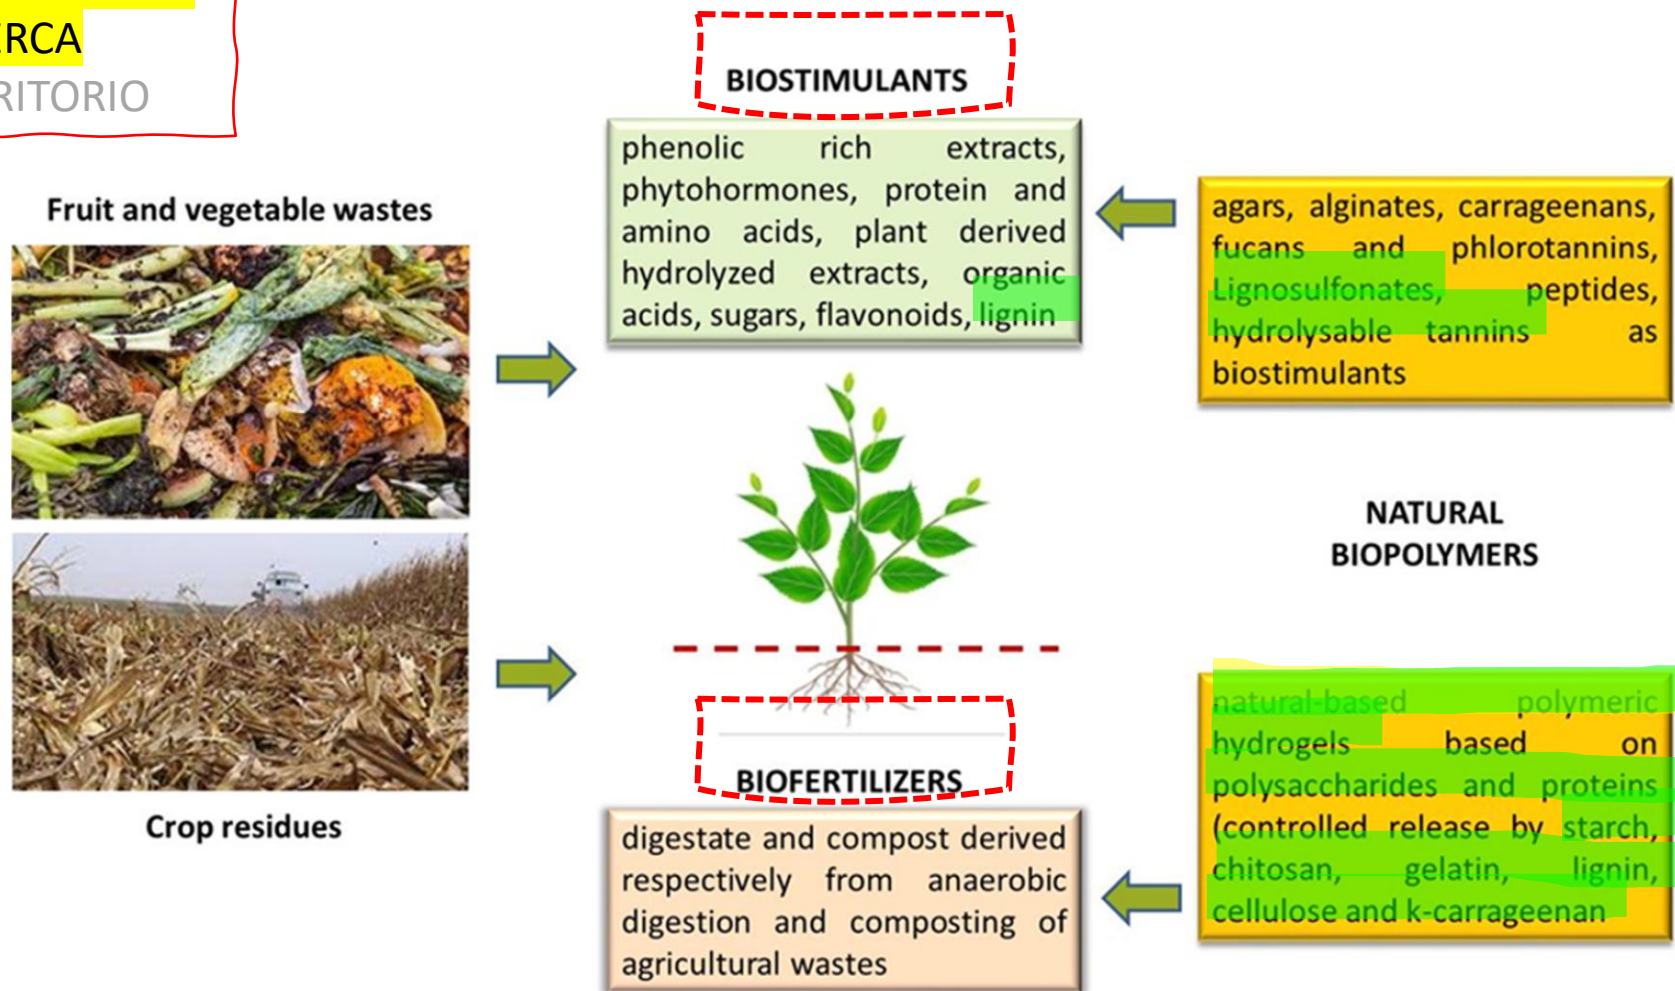 ERCA
RITORIO
Fruit and vegetable wastes
Crop residues
BIOSTIMULANTS
phenolic rich extracts,
phytohormones, protein and
amino acids, plant derived
hydrolyzed extracts, organic
acids, sugars, flavonoids, lignin
BIOFERTILIZERS
digestate and compost derived
respectively from anaerobic
digestion and composting of
agricultural wastes
agars, alginates, carrageenans,
fucans and phlorotannins,
Lignosulfonates, peptides,
hydrolysable tannins as
biostimulants
NATURAL
BIOPOLYMERS
natural-based polymeric
hydrogels based on
polysaccharides and proteins
(controlled release by starch,
chitosan, gelatin, lignin,
cellulose and k-carrageenan